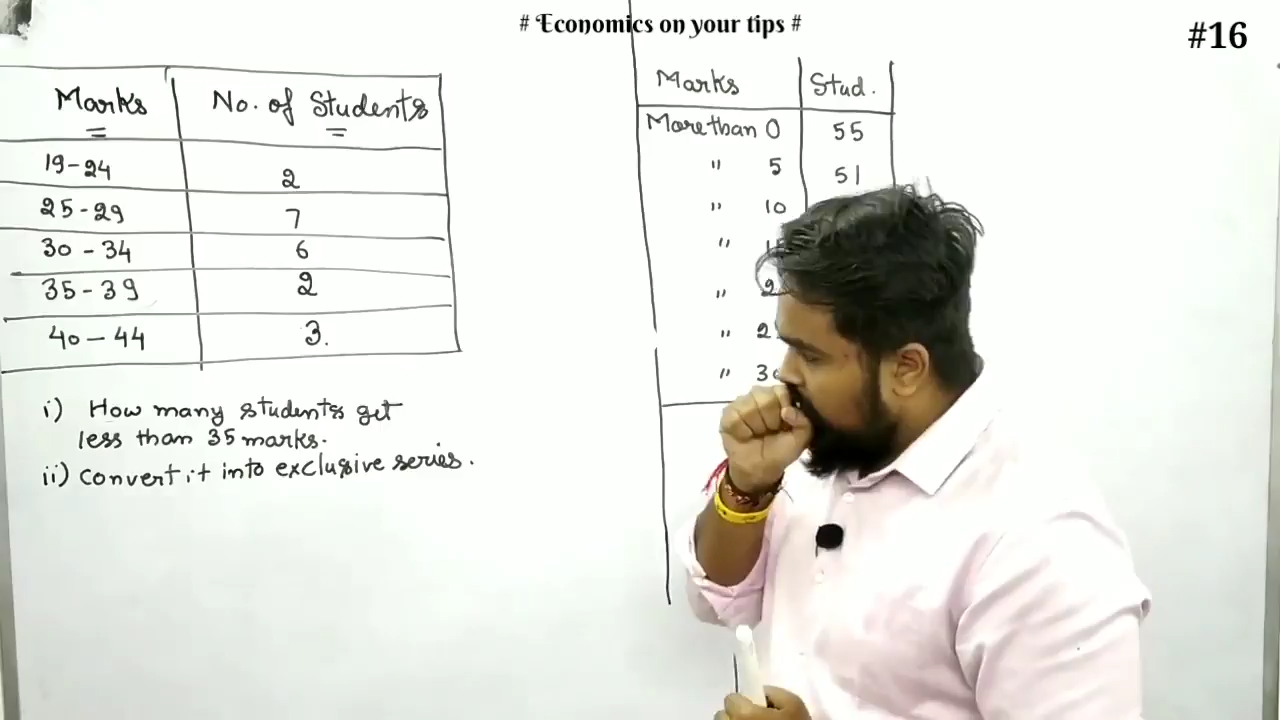 # Economics on your tips #
#16
Marks No. of Students
19-24 2
25-29 7
30-34 6
35-39 2
40-44 3.
i) How many students get
less than 35 marks.
ii) Convert it into exclusive series.
Marks Stud.
More than 0 55
" 5 51
" 10
"
"
"
"